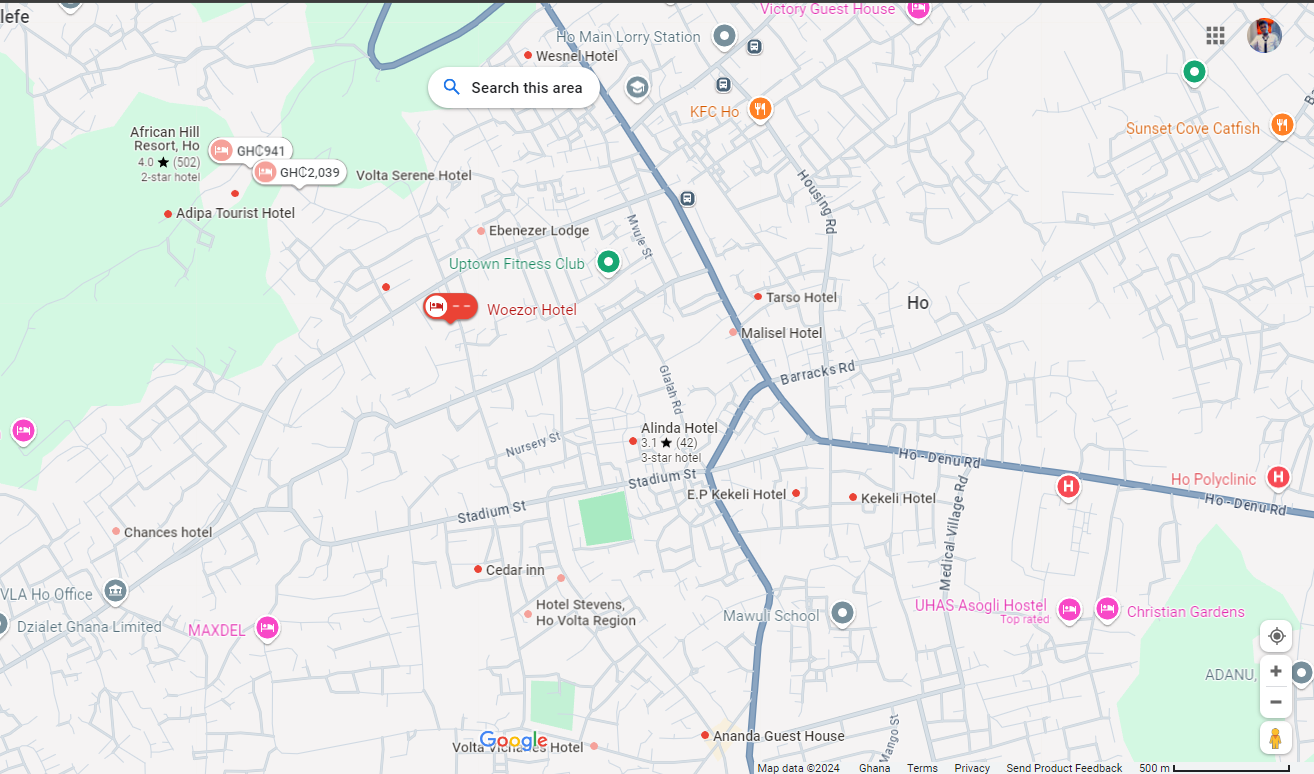 lefe
Victory Guest House
Ho Main Lorry Station
Wesnel Hotel
Search this area
KFC Ho
Sunset Cove Catfish
African Hill
Resort, Ho
4.0 ★ (502)
2-star hotel
GH₵941
GH₵2,039
Volta Serene Hotel
Adipa Tourist Hotel
Housing Rd
Mvule St
Ebenezer Lodge
Uptown Fitness Club
Woezor Hotel
Tarso Hotel
Ho
Malisel Hotel
Barracks Rd
Glalah Rd
Alinda Hotel
3.1 ★ (42)
3-star hotel
Nursery St
Stadium St
Ho - Denu Rd
E.P Kekeli Hotel
Kekeli Hotel
H
Ho Polyclinic
H
Ho - Denu Rd
Stadium St
Medical Village Rd
Chances hotel
Cedar inn
VLA Ho Office
Hotel Stevens,
Ho Volta Region
Dzialet Ghana Limited
MAXDEL
Mawuli School
UHAS Asogli Hostel
Top rated
Christian Gardens
ADANU,
Mango St
Ananda Guest House
Google
Hotel
Map data ©2024 Ghana Terms Privacy Send Product Feedback 500 m